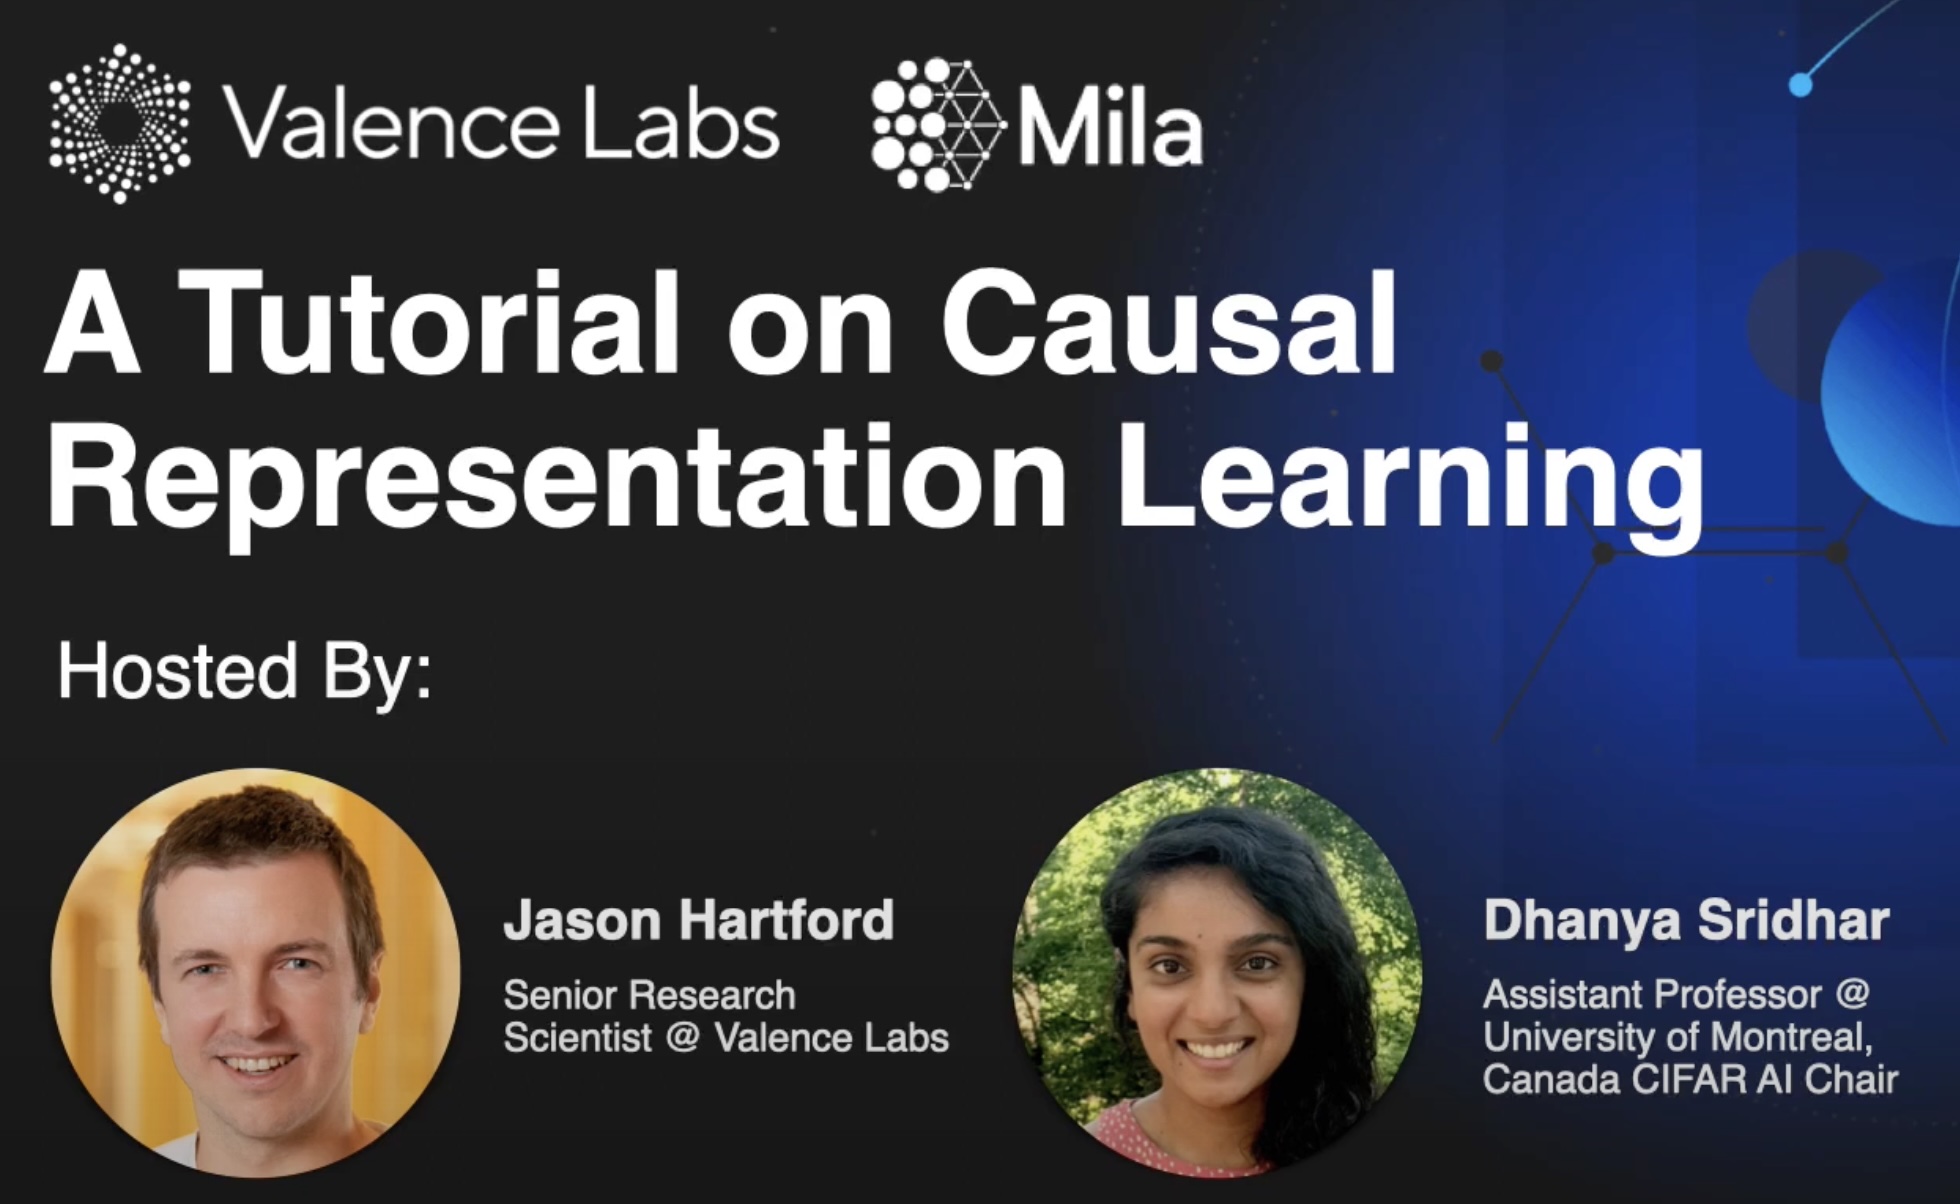 Valence Labs
Mila
A Tutorial on Causal
Representation Learning
Hosted By:
Jason Hartford
Senior Research
Scientist @ Valence Labs
Dhanya Sridhar
Assistant Professor @
University of Montreal,
Canada CIFAR AI Chair